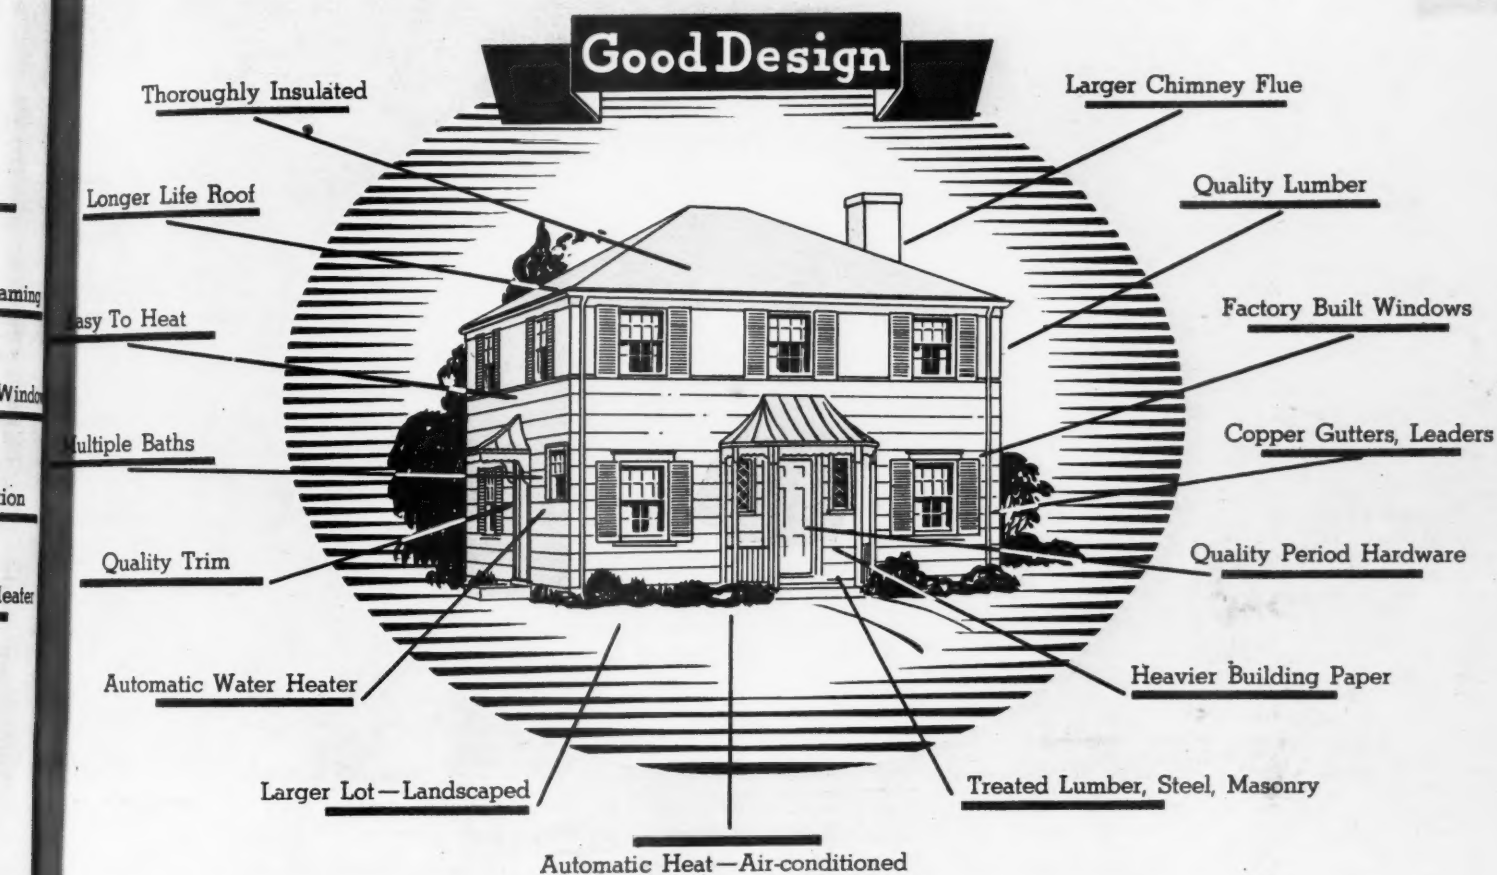 Good Design
Thoroughly Insulated
Larger Chimney Flue
Longer Life Roof
Quality Lumber
Easy To Heat
Factory Built Windows
Multiple Baths
Copper Gutters, Leaders
Quality Trim
Quality Period Hardware
Automatic Water Heater
Heavier Building Paper
Larger Lot—Landscaped
Treated Lumber, Steel, Masonry
Automatic Heat—Air-conditioned